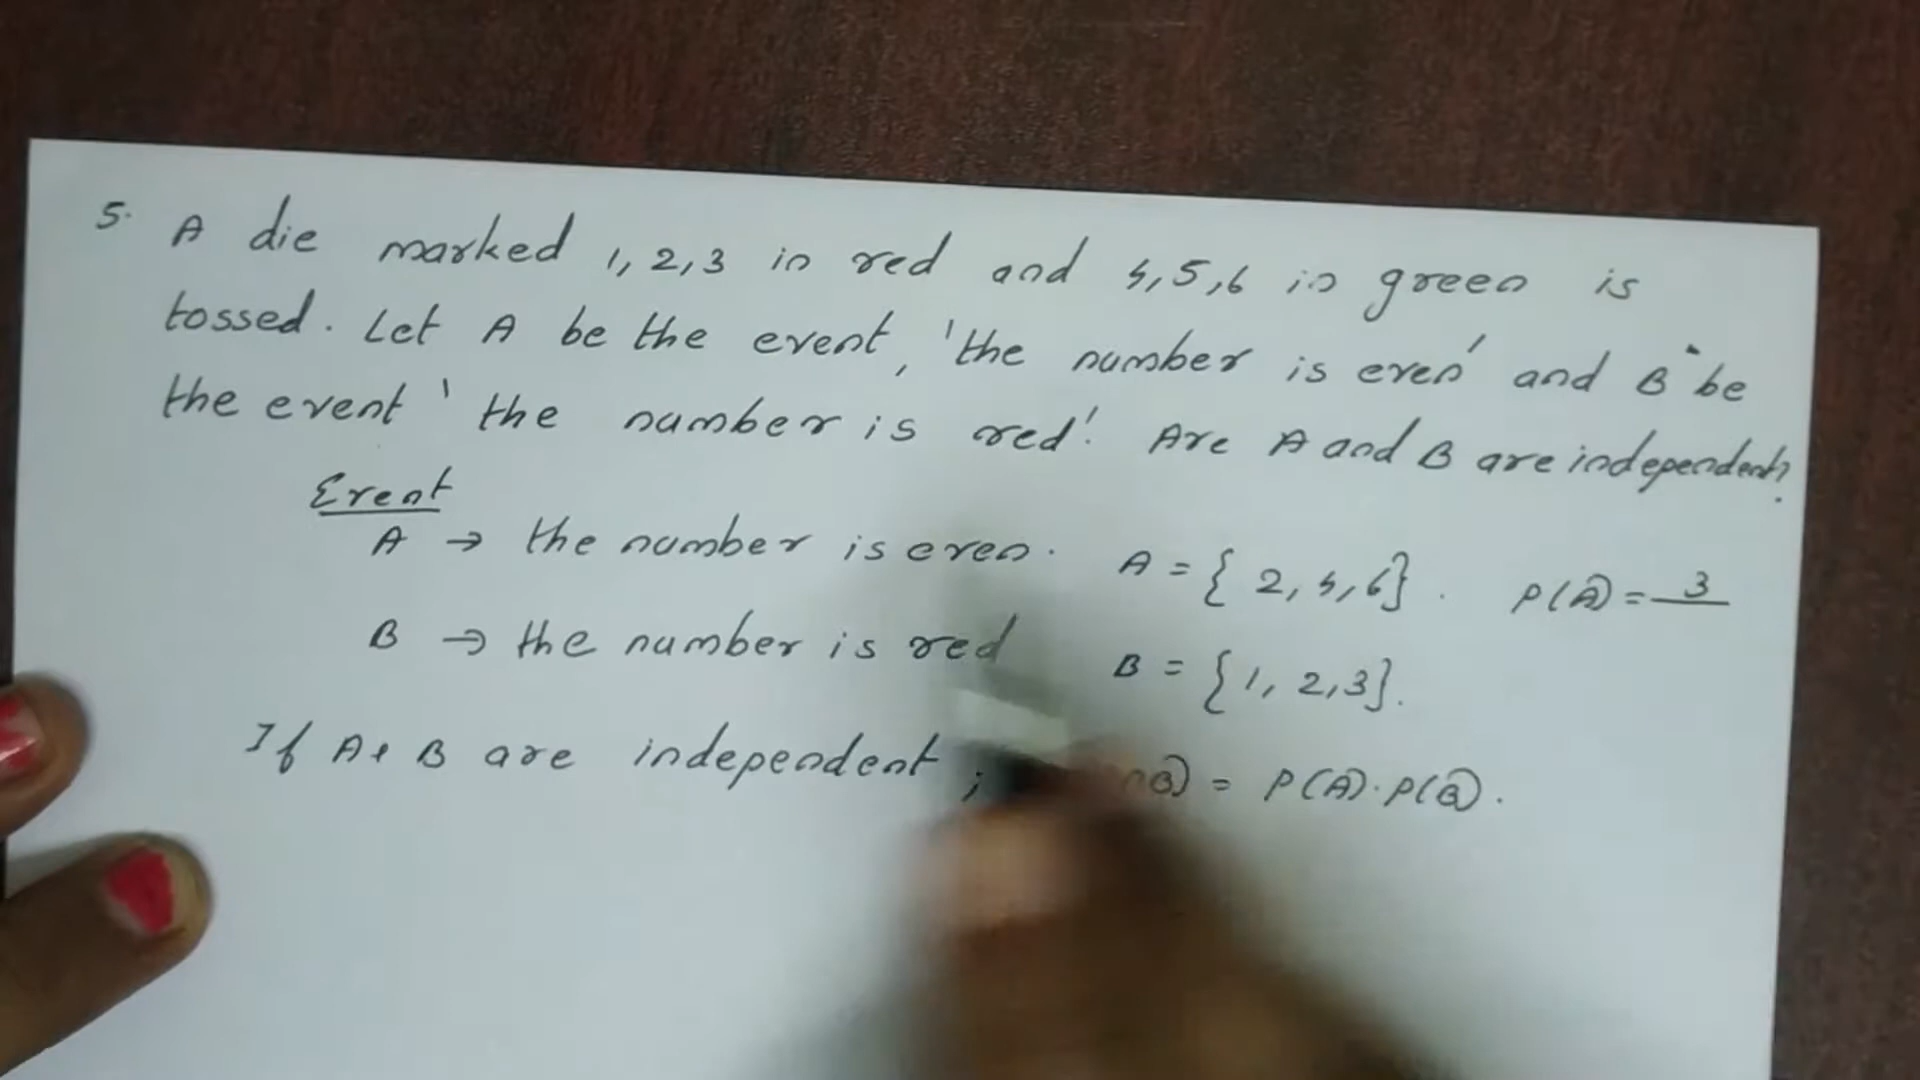 5. A die marked 1, 2, 3 in red and 4, 5, 6 in green is
tossed. Let A be the event, 'the number is even' and B be
the event 'the number is red'. Are A and B are independent?
Event
A → the number is even. A = { 2, 4, 6}. P(A) = 3
B → the number is red B = {1, 2, 3}.
If A & B are independent ; ∩B) = P(A). P(B).